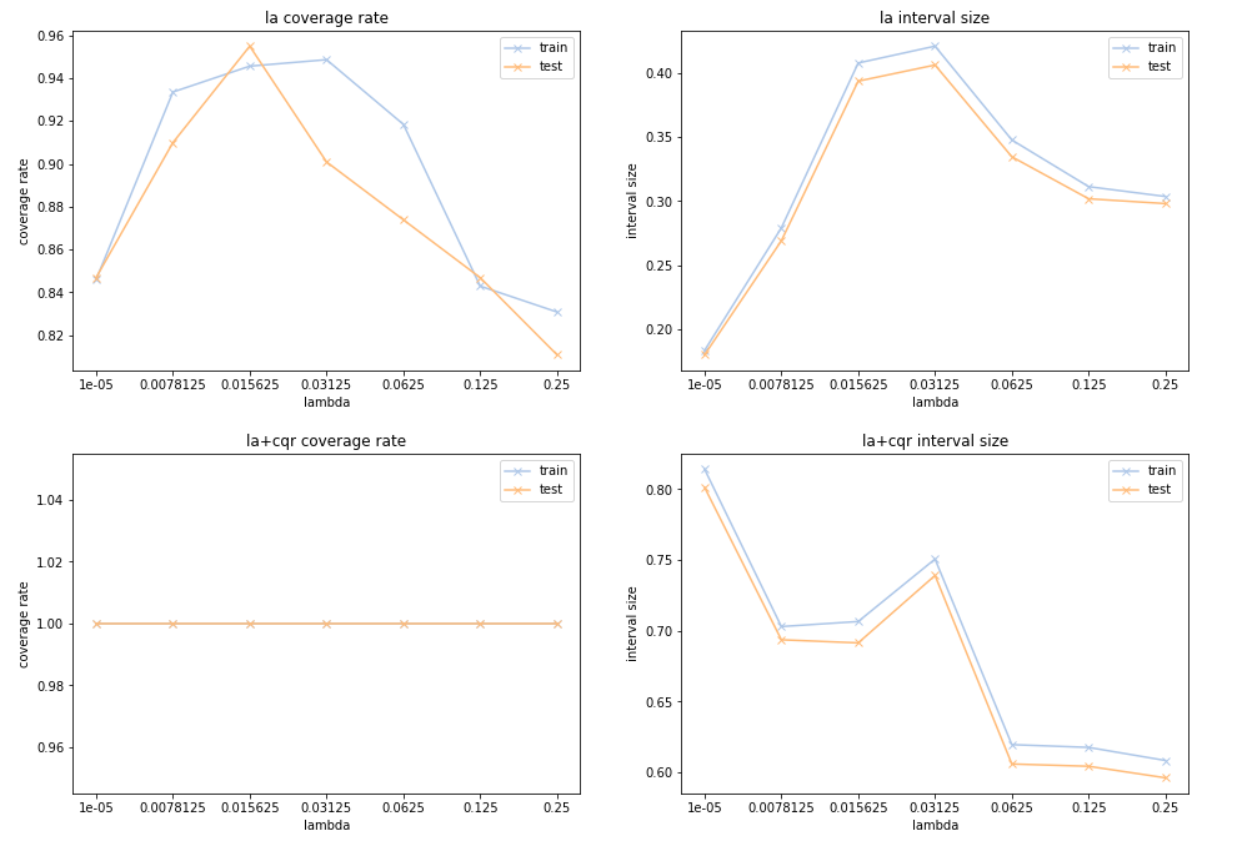 la coverage rate
0.96
0.94
0.92
0.90
0.88
0.86
0.84
0.82
coverage rate
train
test
1e-05 0.0078125 0.015625 0.03125 0.0625 0.125 0.25
lambda
la interval size
0.40
0.35
0.30
0.25
0.20
interval size
train
test
1e-05 0.0078125 0.015625 0.03125 0.0625 0.125 0.25
lambda
la+cqr coverage rate
1.04
1.02
1.00
0.98
0.96
coverage rate
train
test
1e-05 0.0078125 0.015625 0.03125 0.0625 0.125 0.25
lambda
la+cqr interval size
0.80
0.75
0.70
0.65
0.60
interval size
train
test
1e-05 0.0078125 0.015625 0.03125 0.0625 0.125 0.25
lambda